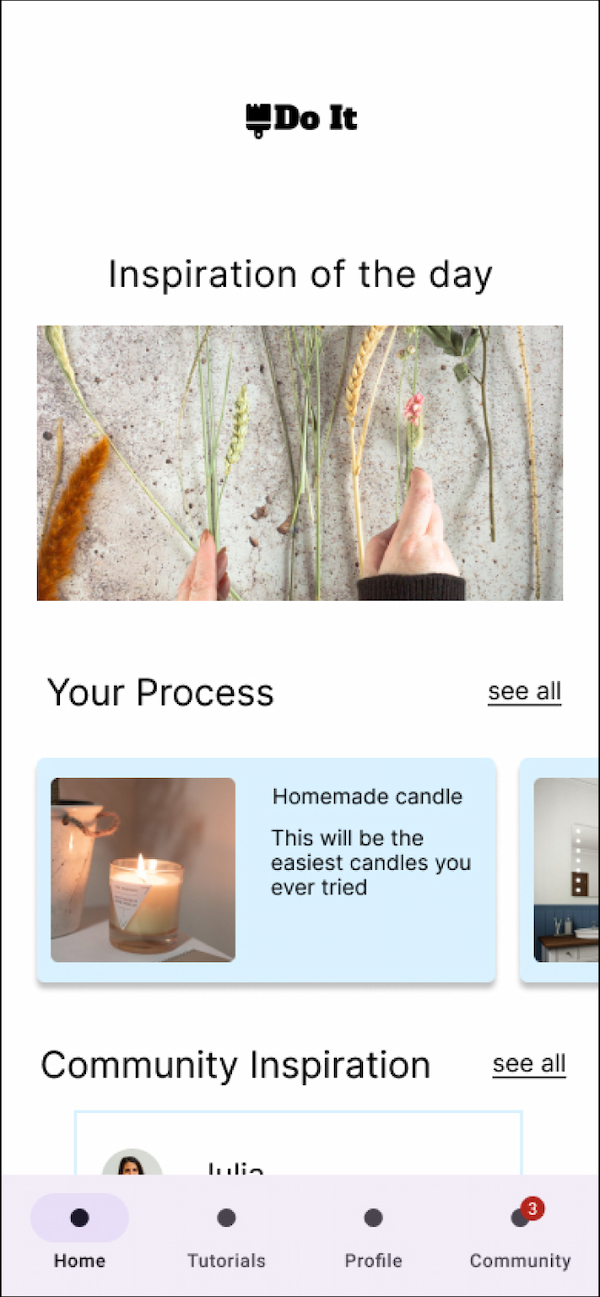 Do It
Inspiration of the day
Your Process
see all
Homemade candle
This will be the
easiest candles you
ever tried
Community Inspiration
see all
Julia
3
Home
Tutorials
Profile
Community